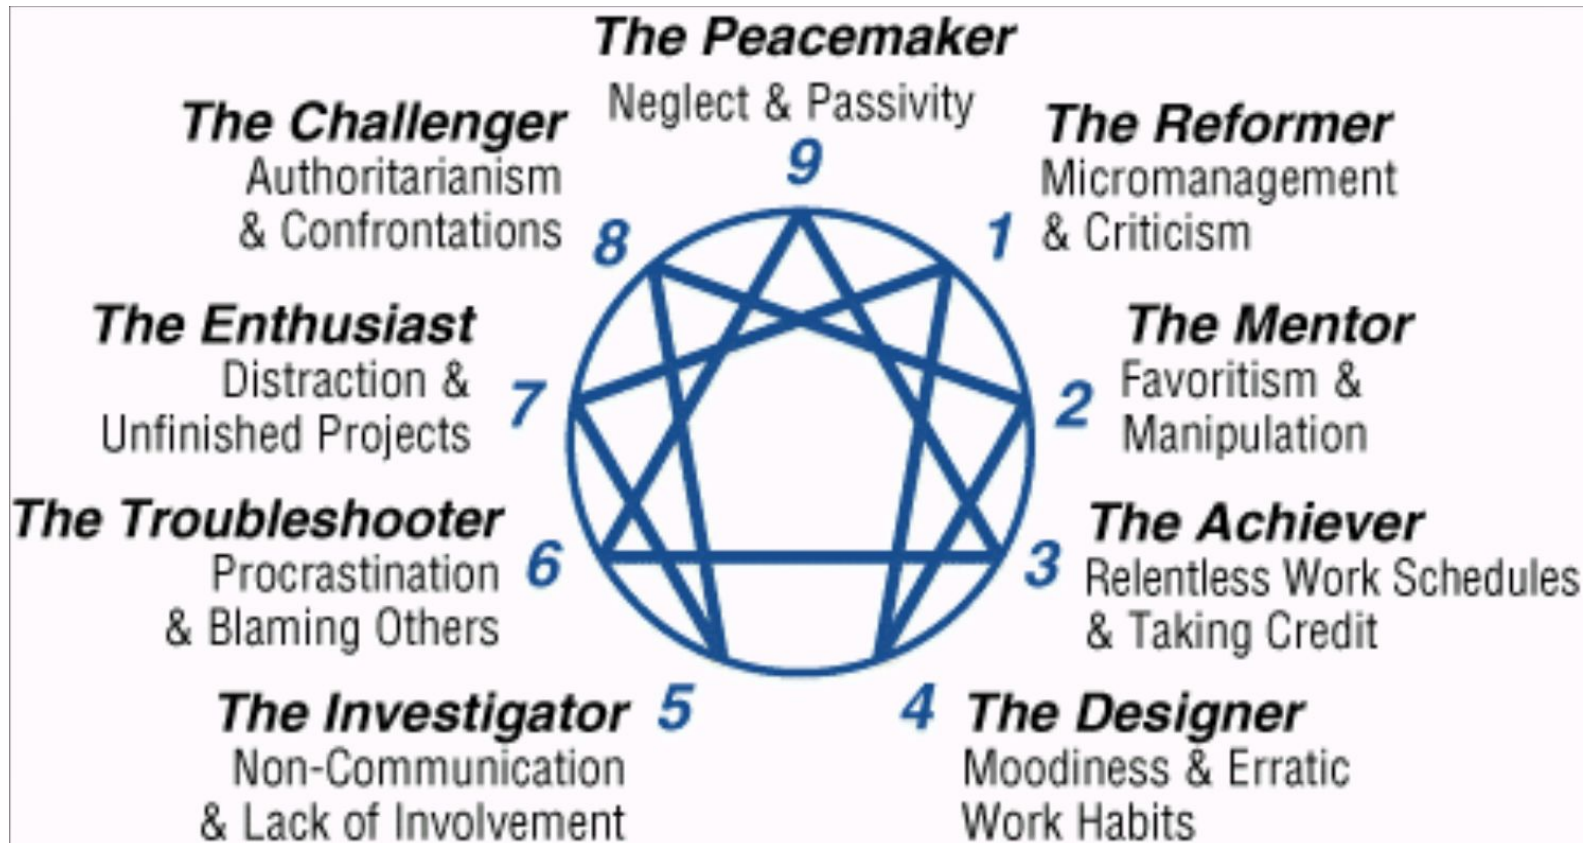 The Peacemaker
Neglect & Passivity
9
The Reformer
Micromanagement
& Criticism
1
The Mentor
Favoritism &
Manipulation
2
The Achiever
Relentless Work Schedules
& Taking Credit
3
The Designer
Moodiness & Erratic
Work Habits
4
The Investigator
Non-Communication
& Lack of Involvement
5
The Troubleshooter
Procrastination
& Blaming Others
6
The Enthusiast
Distraction &
Unfinished Projects
7
The Challenger
Authoritarianism
& Confrontations
8